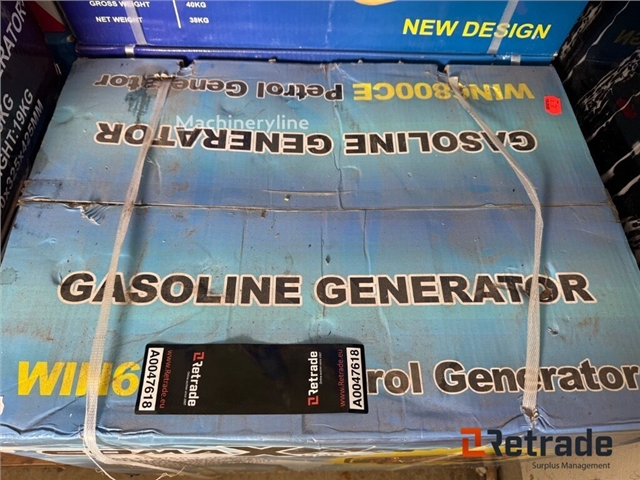 GROSS WEIGHT 40KG
NET WEIGHT 38KG
NEW DESIGN
WIN6800CE Petrol Generator
Machineryline
GASOLINE GENERATOR
GASOLINE GENERATOR
WIN6
rol Generator
A0047618
www.Retrade.eu
Retrade
Retrade
www.Retrade.eu
A0047618
Retrade
Surplus Management